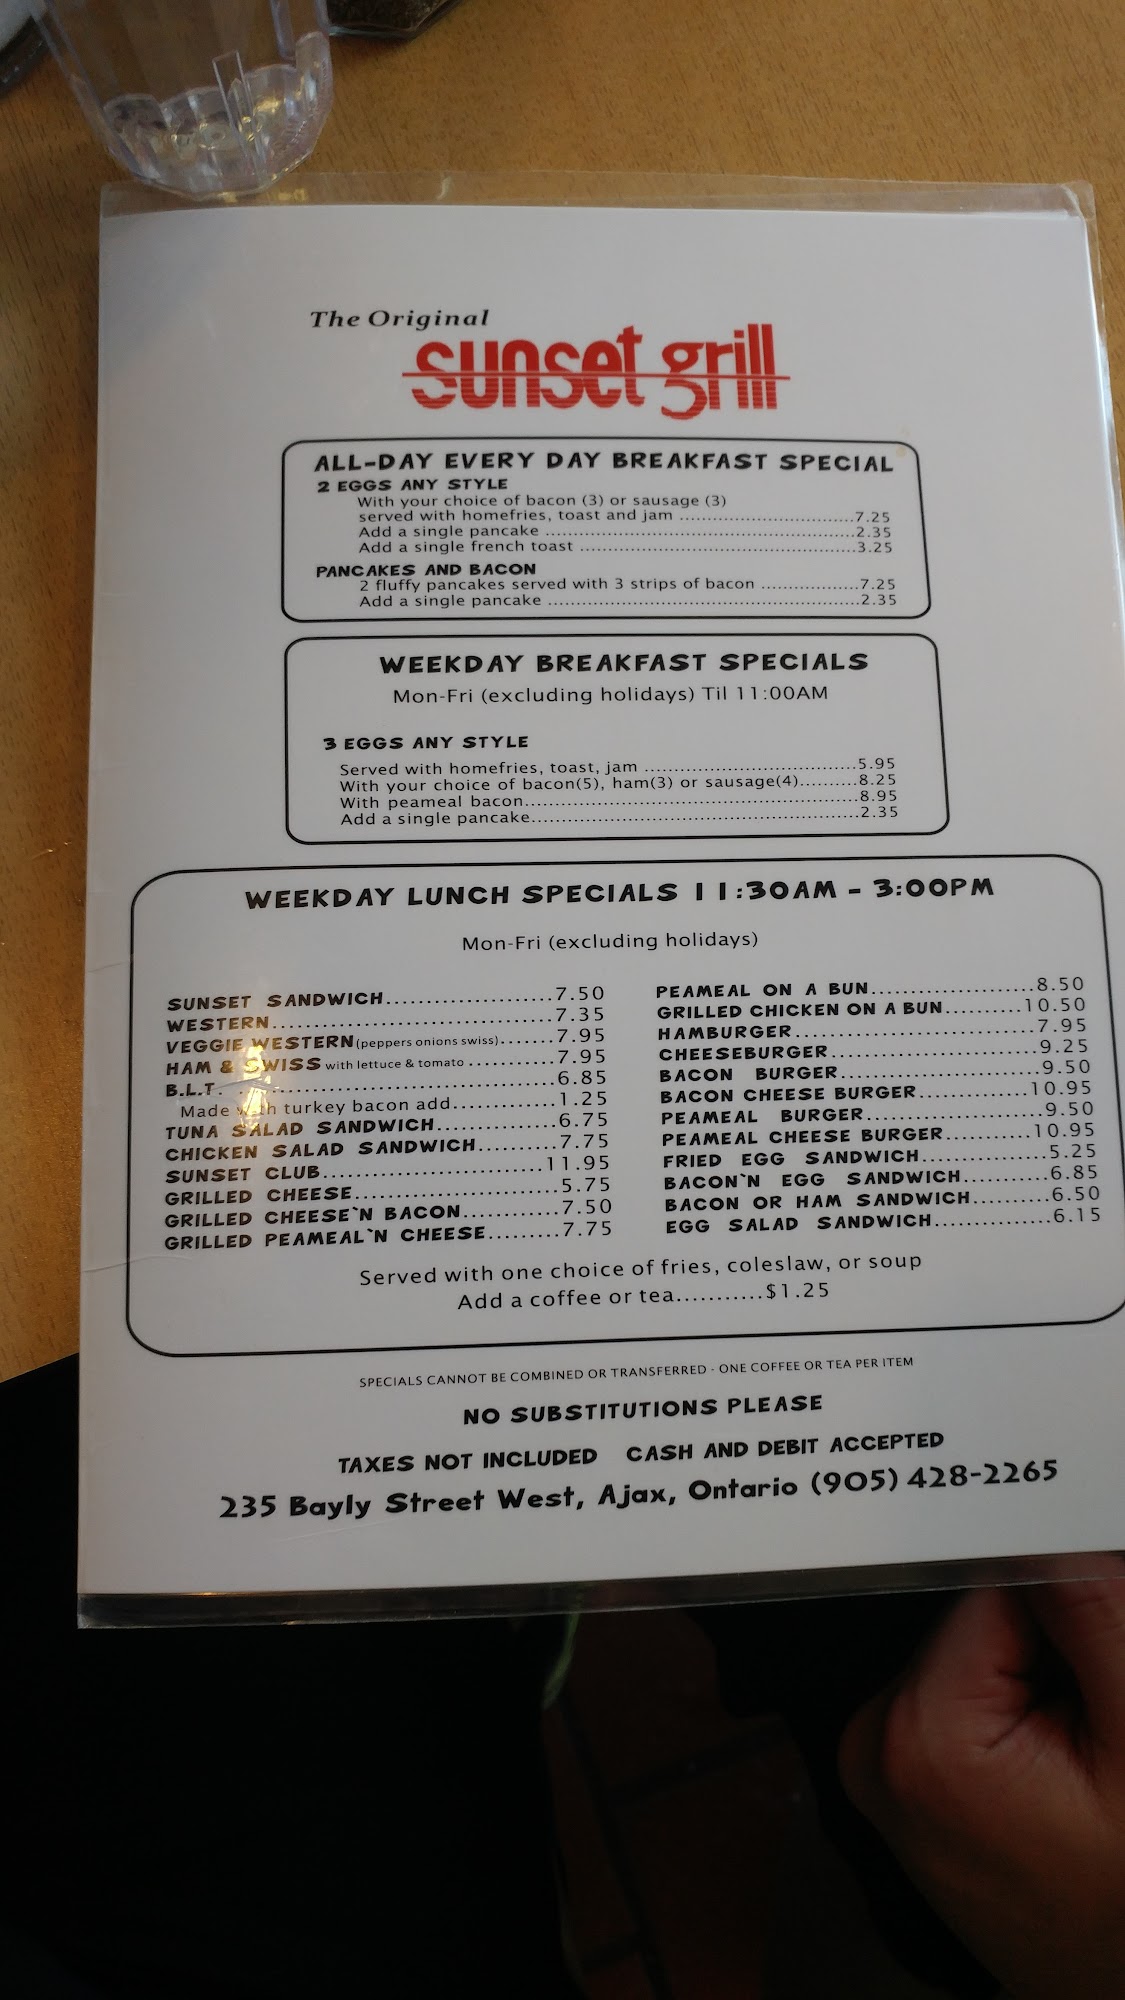 The Original
sunset grill
ALL-DAY EVERY DAY BREAKFAST SPECIAL
2 EGGS ANY STYLE
With your choice of bacon (3) or sausage (3)
served with homefries, toast and jam ................................7.25
Add a single pancake ........................................................2.35
Add a single french toast ..................................................3.25
PANCAKES AND BACON
2 fluffy pancakes served with 3 strips of bacon ..................7.25
Add a single pancake ........................................................2.35
WEEKDAY BREAKFAST SPECIALS
Mon-Fri (excluding holidays) Til 11:00AM
3 EGGS ANY STYLE
Served with homefries, toast, jam .......................................5.95
With your choice of bacon(5), ham(3) or sausage(4)..........8.25
With peameal bacon.............................................................8.95
Add a single pancake............................................................2.35
WEEKDAY LUNCH SPECIALS 11:30AM - 3:00PM
Mon-Fri (excluding holidays)
SUNSET SANDWICH.....................7.50
WESTERN...................................7.35
VEGGIE WESTERN(peppers onions swiss).......7.95
HAM & SWISS with lettuce & tomato ...........7.95
B.L.T. ..........................................6.85
Made with turkey bacon add.............1.25
TUNA SALAD SANDWICH...............6.75
CHICKEN SALAD SANDWICH..........7.75
SUNSET CLUB...........................11.95
GRILLED CHEESE.........................5.75
GRILLED CHEESE`N BACON............7.50
GRILLED PEAMEAL`N CHEESE.........7.75
PEAMEAL ON A BUN.....................8.50
GRILLED CHICKEN ON A BUN..........10.50
HAMBURGER..............................7.95
CHEESEBURGER..........................9.25
BACON BURGER.........................9.50
BACON CHEESE BURGER..............10.95
PEAMEAL BURGER......................9.50
PEAMEAL CHEESE BURGER...........10.95
FRIED EGG SANDWICH................5.25
BACON`N EGG SANDWICH...........6.85
BACON OR HAM SANDWICH..........6.50
EGG SALAD SANDWICH...............6.15
Served with one choice of fries, coleslaw, or soup
Add a coffee or tea...........$1.25
SPECIALS CANNOT BE COMBINED OR TRANSFERRED - ONE COFFEE OR TEA PER ITEM
NO SUBSTITUTIONS PLEASE
TAXES NOT INCLUDED CASH AND DEBIT ACCEPTED
235 Bayly Street West, Ajax, Ontario (905) 428-2265